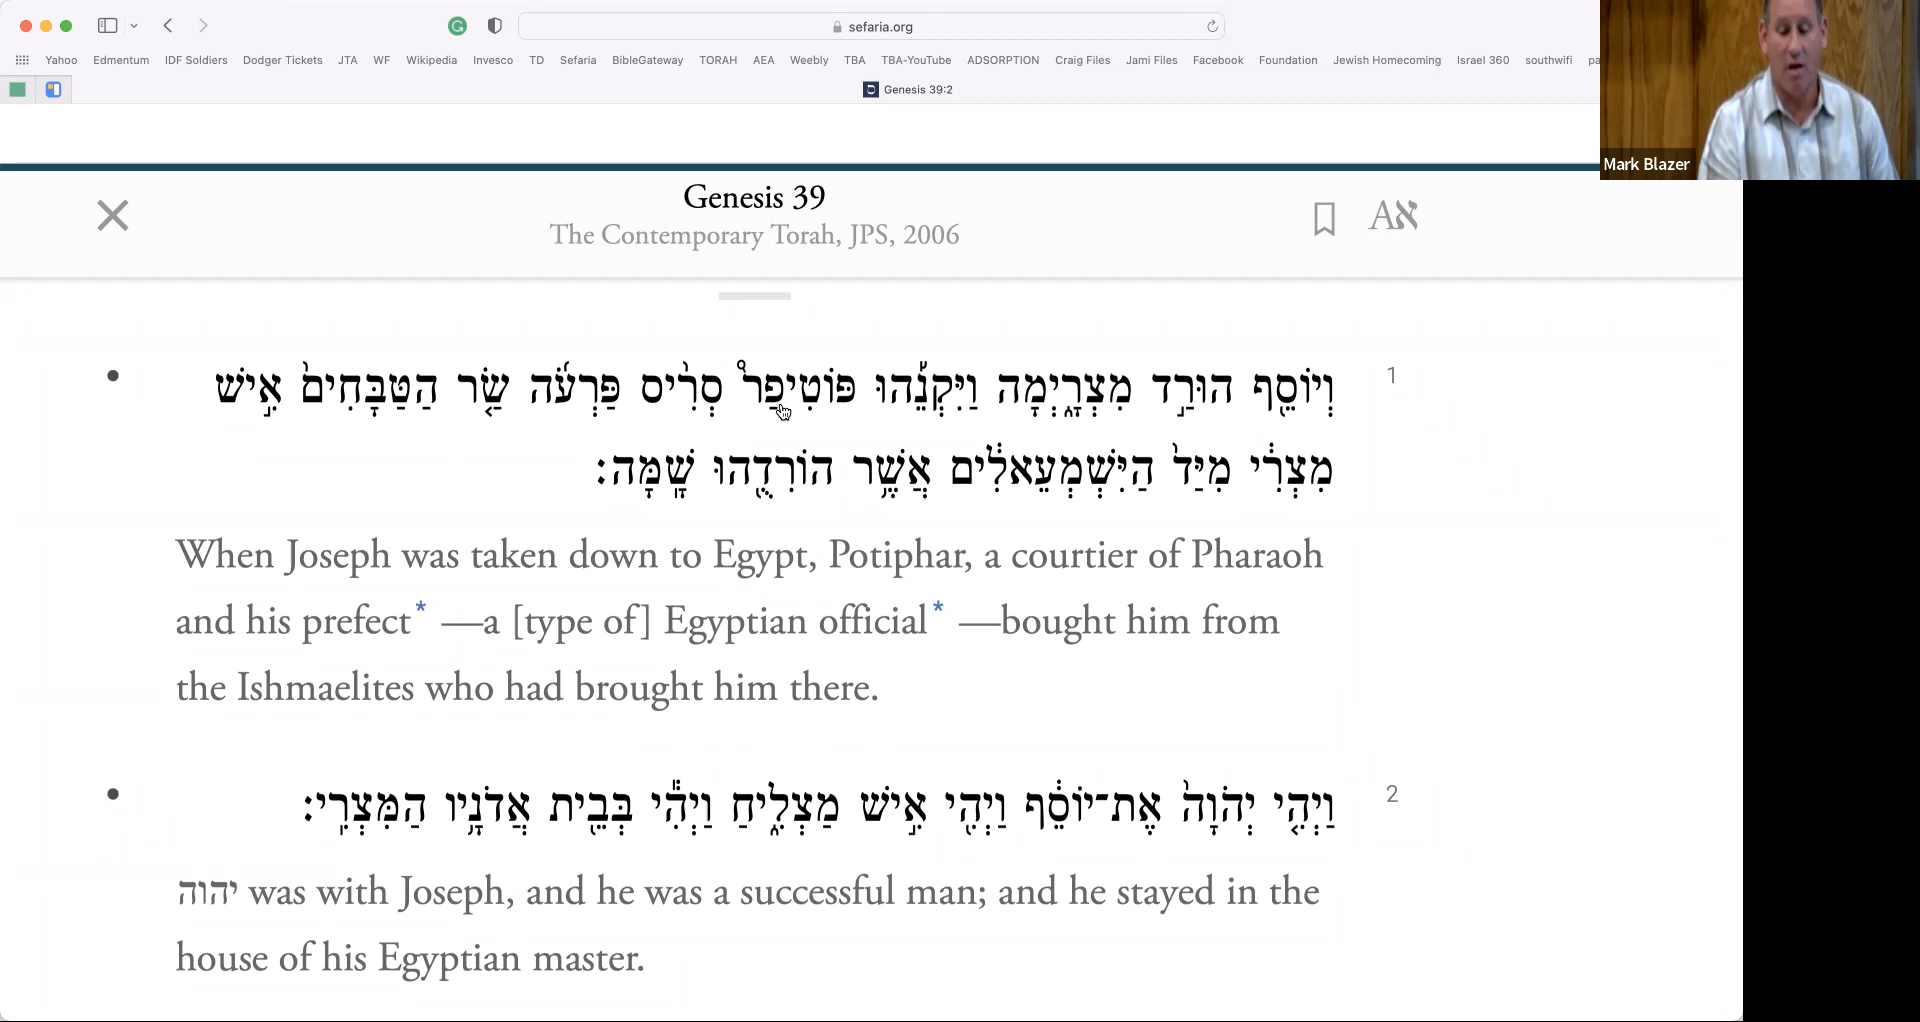 sefaria.org
Yahoo Edmentum IDF Soldiers Dodger Tickets JTA WF Wikipedia Invesco TD Sefaria BibleGateway TORAH AEA Weebly TBA TBA-YouTube ADSORPTION Craig Files Jami Files Facebook Foundation Jewish Homecoming Israel 360 southwifi
Genesis 39:2
Mark Blazer
Genesis 39
Aא
The Contemporary Torah, JPS, 2006
1
וְיוֹסֵ֖ף הוּרַ֣ד מִצְרָ֑יְמָה וַיִּקְנֵ֡הוּ פּוֹטִיפַר֩ סְרִ֨יס פַּרְעֹ֜ה שַׂ֤ר הַטַּבָּחִים֙ אִ֣ישׁ
מִצְרִ֔י מִיַּד֙ הַיִּשְׁמְעֵאלִ֔ים אֲשֶׁ֥ר הוֹרִדֻ֖הוּ שָֽׁמָּה׃
When Joseph was taken down to Egypt, Potiphar, a courtier of Pharaoh
and his prefect* —a [type of] Egyptian official* —bought him from
the Ishmaelites who had brought him there.
2
וַיְהִ֤י יְהֹוָה֙ אֶת־יוֹסֵ֔ף וַיְהִ֖י אִ֣ישׁ מַצְלִ֑יחַ וַיְהִ֕י בְּבֵ֖ית אֲדֹנָ֥יו הַמִּצְרִֽי׃
יהוה was with Joseph, and he was a successful man; and he stayed in the
house of his Egyptian master.